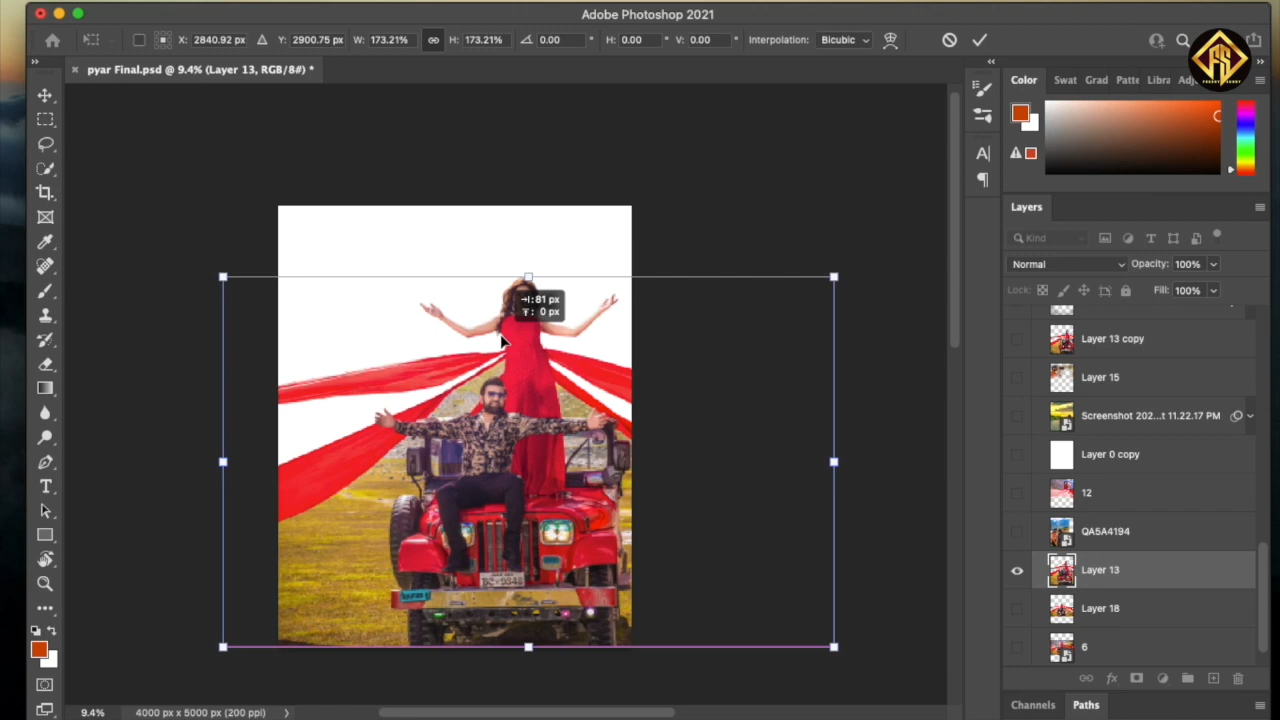 Adobe Photoshop 2021
X: 2840.92 px Y: 2900.75 px W: 173.21% H: 173.21% 0.00 ° H: 0.00 ° V: 0.00 ° Interpolation: Bicubic
pyar Final.psd @ 9.4% (Layer 13, RGB/8#) *
FS
Color Swat Grad Patte Libra Adj
Layers
Kind
Normal Opacity: 100%
Lock: Fill: 100%
Layer 13 copy
Layer 15
Screenshot 202...t 11.22.17 PM
Layer 0 copy
12
QA5A4194
Layer 13
Layer 18
6
:81 px
: 0 px
9.4% 4000 px x 5000 px (200 ppi)
Channels Paths